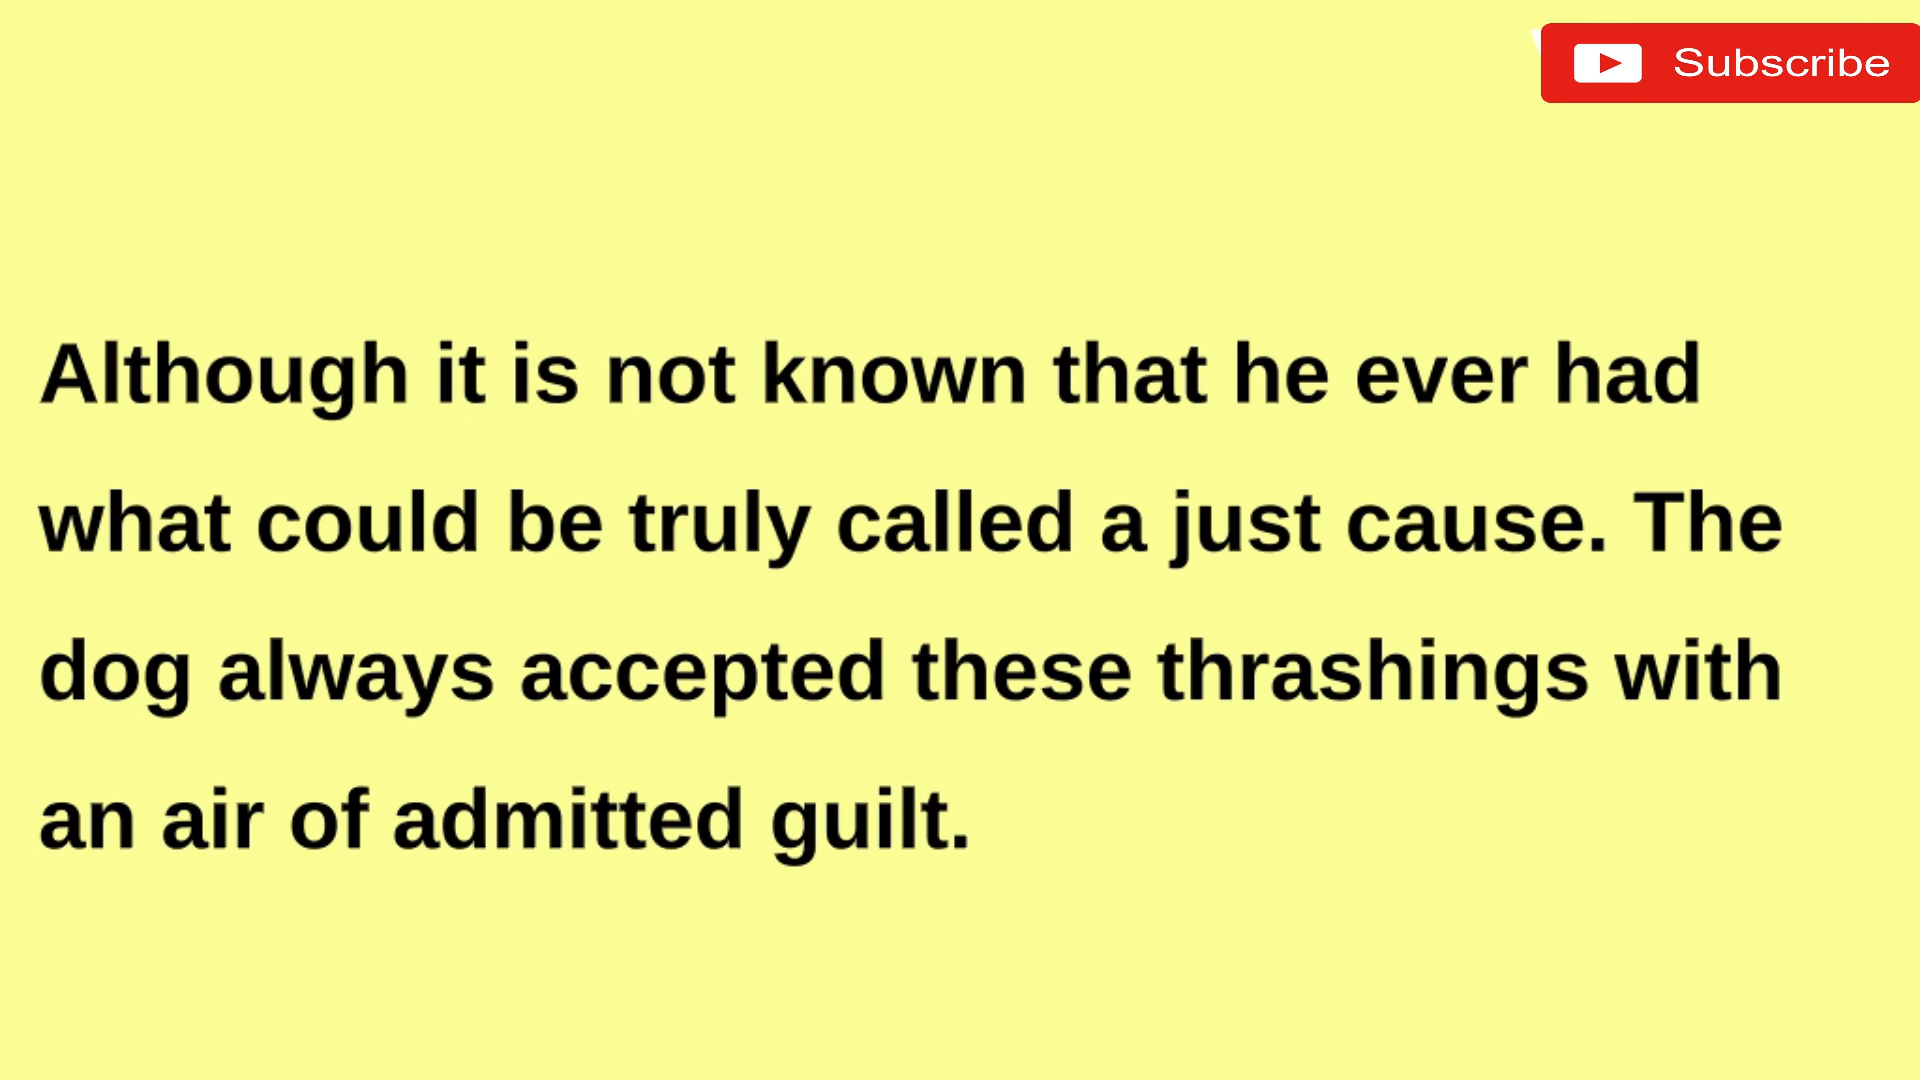 Subscribe
Although it is not known that he ever had
what could be truly called a just cause. The
dog always accepted these thrashings with
an air of admitted guilt.